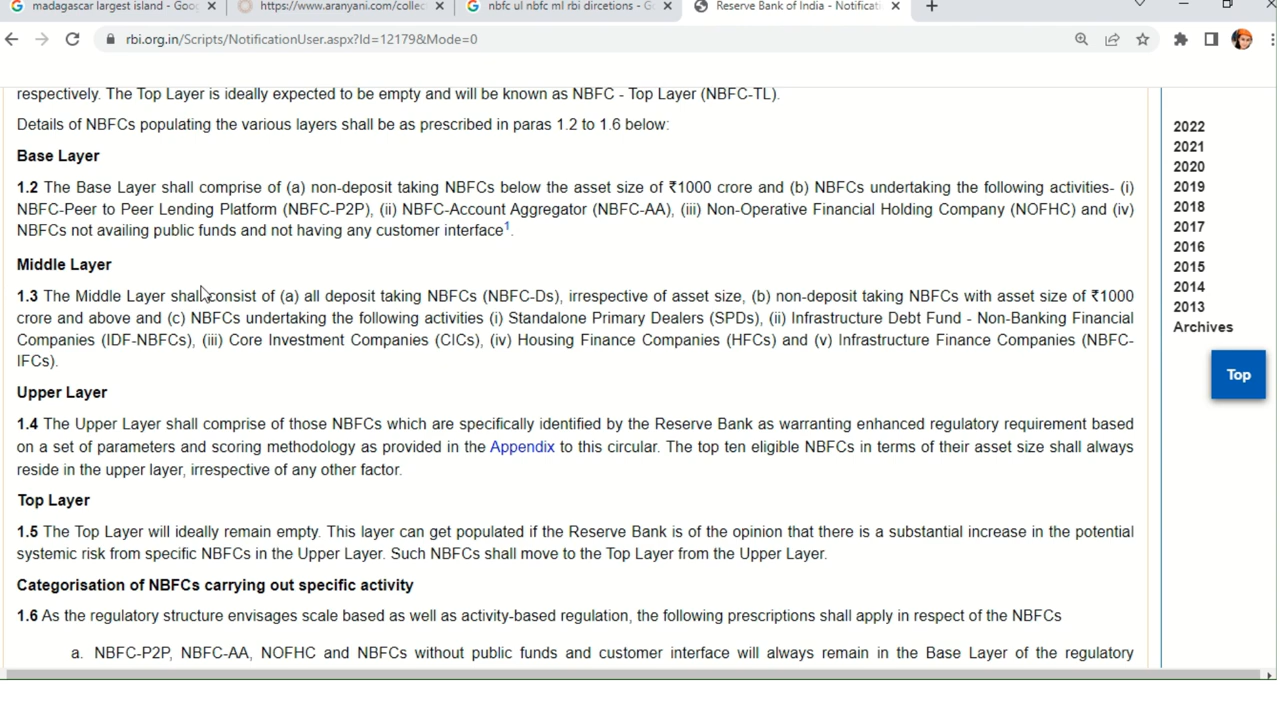 madagascar largest island - Goo
https://www.aranyani.com/collec
nbfc ul nbfc ml rbi dircetions - G
Reserve Bank of India - Notificati
rbi.org.in/Scripts/NotificationUser.aspx?Id=12179&Mode=0
respectively. The Top Layer is ideally expected to be empty and will be known as NBFC - Top Layer (NBFC-TL).
Details of NBFCs populating the various layers shall be as prescribed in paras 1.2 to 1.6 below:
Base Layer
1.2 The Base Layer shall comprise of (a) non-deposit taking NBFCs below the asset size of ₹1000 crore and (b) NBFCs undertaking the following activities- (i)
NBFC-Peer to Peer Lending Platform (NBFC-P2P), (ii) NBFC-Account Aggregator (NBFC-AA), (iii) Non-Operative Financial Holding Company (NOFHC) and (iv)
NBFCs not availing public funds and not having any customer interface1.
Middle Layer
1.3 The Middle Layer shall consist of (a) all deposit taking NBFCs (NBFC-Ds), irrespective of asset size, (b) non-deposit taking NBFCs with asset size of ₹1000
crore and above and (c) NBFCs undertaking the following activities (i) Standalone Primary Dealers (SPDs), (ii) Infrastructure Debt Fund - Non-Banking Financial
Companies (IDF-NBFCs), (iii) Core Investment Companies (CICs), (iv) Housing Finance Companies (HFCs) and (v) Infrastructure Finance Companies (NBFC-
IFCs).
Upper Layer
1.4 The Upper Layer shall comprise of those NBFCs which are specifically identified by the Reserve Bank as warranting enhanced regulatory requirement based
on a set of parameters and scoring methodology as provided in the Appendix to this circular. The top ten eligible NBFCs in terms of their asset size shall always
reside in the upper layer, irrespective of any other factor.
Top Layer
1.5 The Top Layer will ideally remain empty. This layer can get populated if the Reserve Bank is of the opinion that there is a substantial increase in the potential
systemic risk from specific NBFCs in the Upper Layer. Such NBFCs shall move to the Top Layer from the Upper Layer.
Categorisation of NBFCs carrying out specific activity
1.6 As the regulatory structure envisages scale based as well as activity-based regulation, the following prescriptions shall apply in respect of the NBFCs
a. NBFC-P2P, NBFC-AA, NOFHC and NBFCs without public funds and customer interface will always remain in the Base Layer of the regulatory
2022
2021
2020
2019
2018
2017
2016
2015
2014
2013
Archives
Top